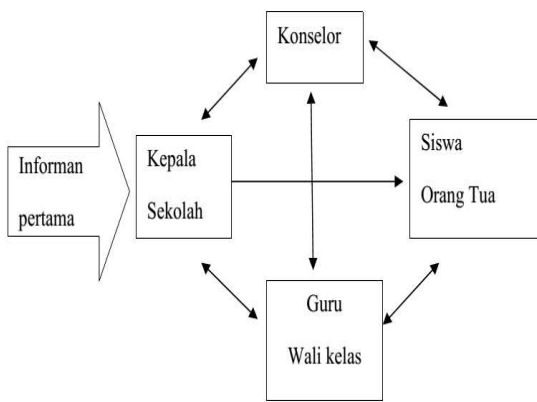 Konselor
Informan
pertama
Kepala
Sekolah
Siswa
Orang Tua
Guru
Wali kelas